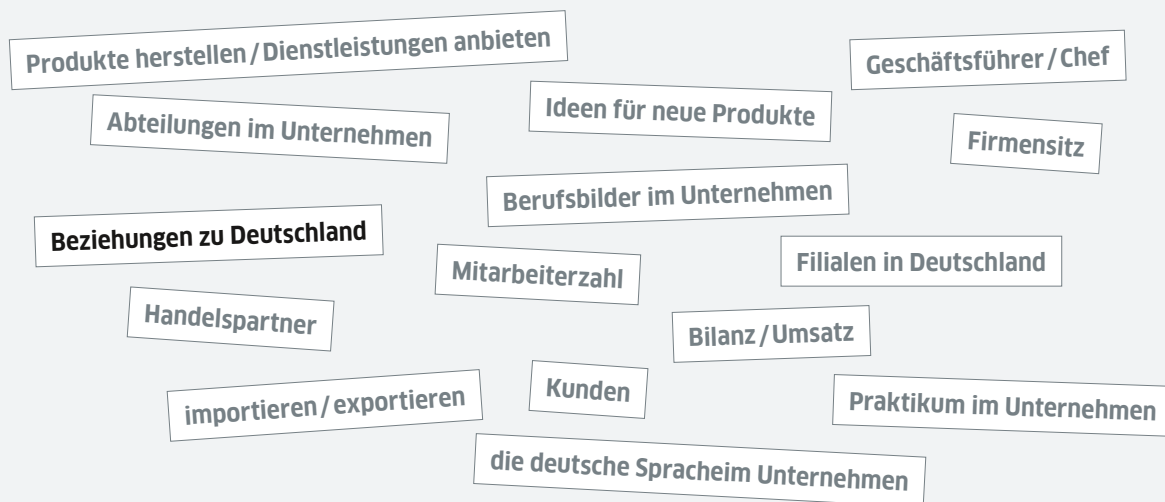 Produkte herstellen / Dienstleistungen anbieten
Geschäftsführer / Chef
Abteilungen im Unternehmen
Ideen für neue Produkte
Firmensitz
Berufsbilder im Unternehmen
Beziehungen zu Deutschland
Mitarbeiterzahl
Filialen in Deutschland
Handelspartner
Bilanz / Umsatz
importieren / exportieren
Kunden
Praktikum im Unternehmen
die deutsche Spracheim Unternehmen